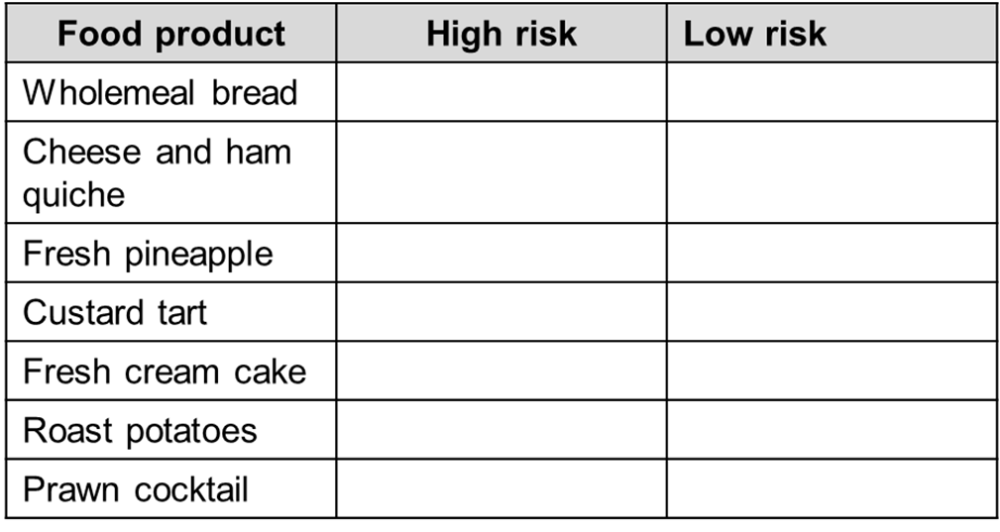 Food product High risk Low risk
Wholemeal bread
Cheese and ham
quiche
Fresh pineapple
Custard tart
Fresh cream cake
Roast potatoes
Prawn cocktail